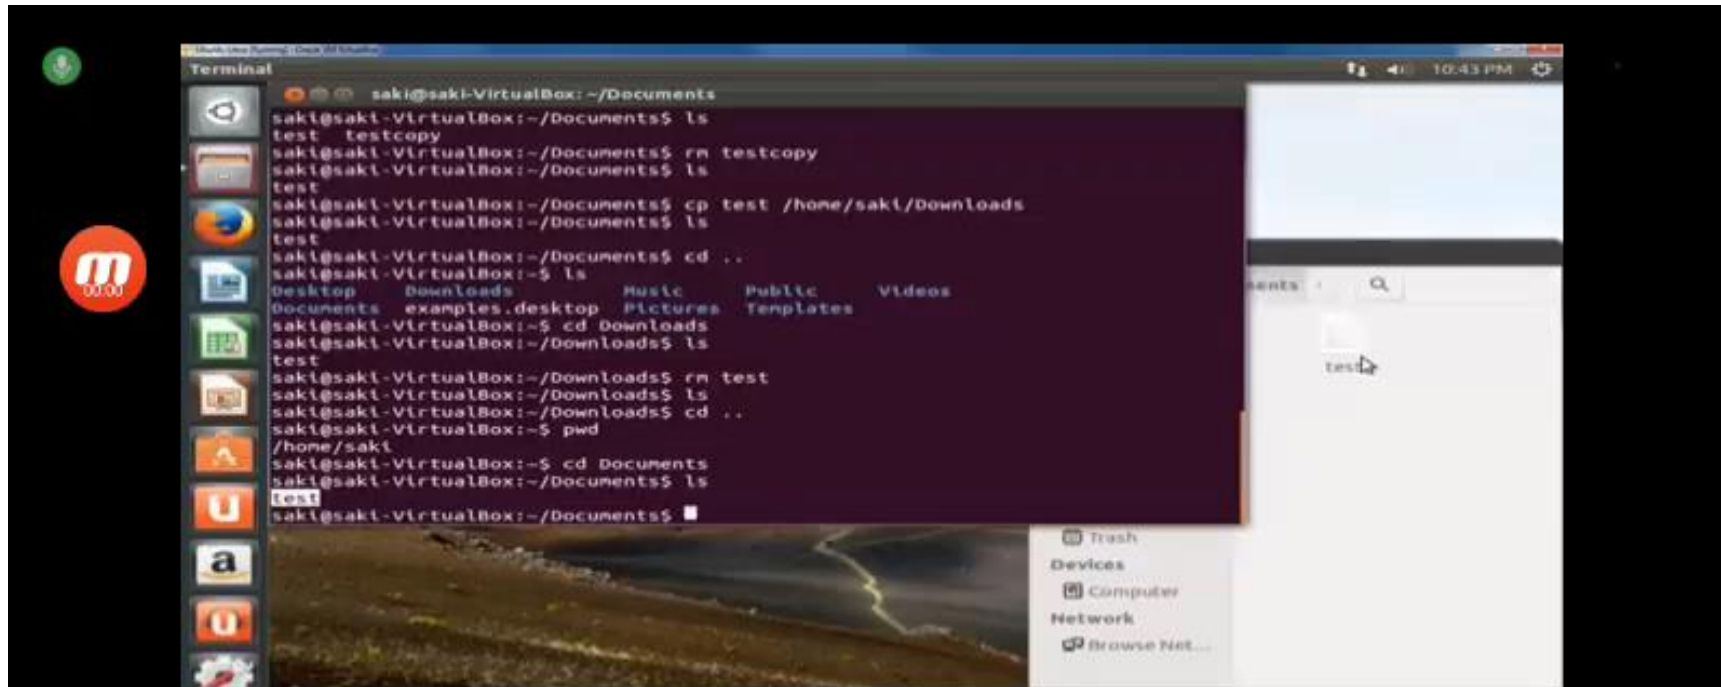 Terminal
10:43 PM
saki@saki-VirtualBox: ~/Documents
saki@saki-VirtualBox:~/Documents$ ls
test  testcopy
saki@saki-VirtualBox:~/Documents$ rm testcopy
saki@saki-VirtualBox:~/Documents$ ls
test
saki@saki-VirtualBox:~/Documents$ cp test /home/saki/Downloads
saki@saki-VirtualBox:~/Documents$ ls
test
saki@saki-VirtualBox:~/Documents$ cd ..
saki@saki-VirtualBox:~$ ls
Desktop    Downloads         Music     Public     Videos
Documents  examples.desktop  Pictures  Templates
saki@saki-VirtualBox:~$ cd Downloads
saki@saki-VirtualBox:~/Downloads$ ls
test
saki@saki-VirtualBox:~/Downloads$ rm test
saki@saki-VirtualBox:~/Downloads$ ls
saki@saki-VirtualBox:~/Downloads$ cd ..
saki@saki-VirtualBox:~$ pwd
/home/saki
saki@saki-VirtualBox:~$ cd Documents
saki@saki-VirtualBox:~/Documents$ ls
test
saki@saki-VirtualBox:~/Documents$
00:00
ments
test
Trash
Devices
Computer
Network
Browse Net...